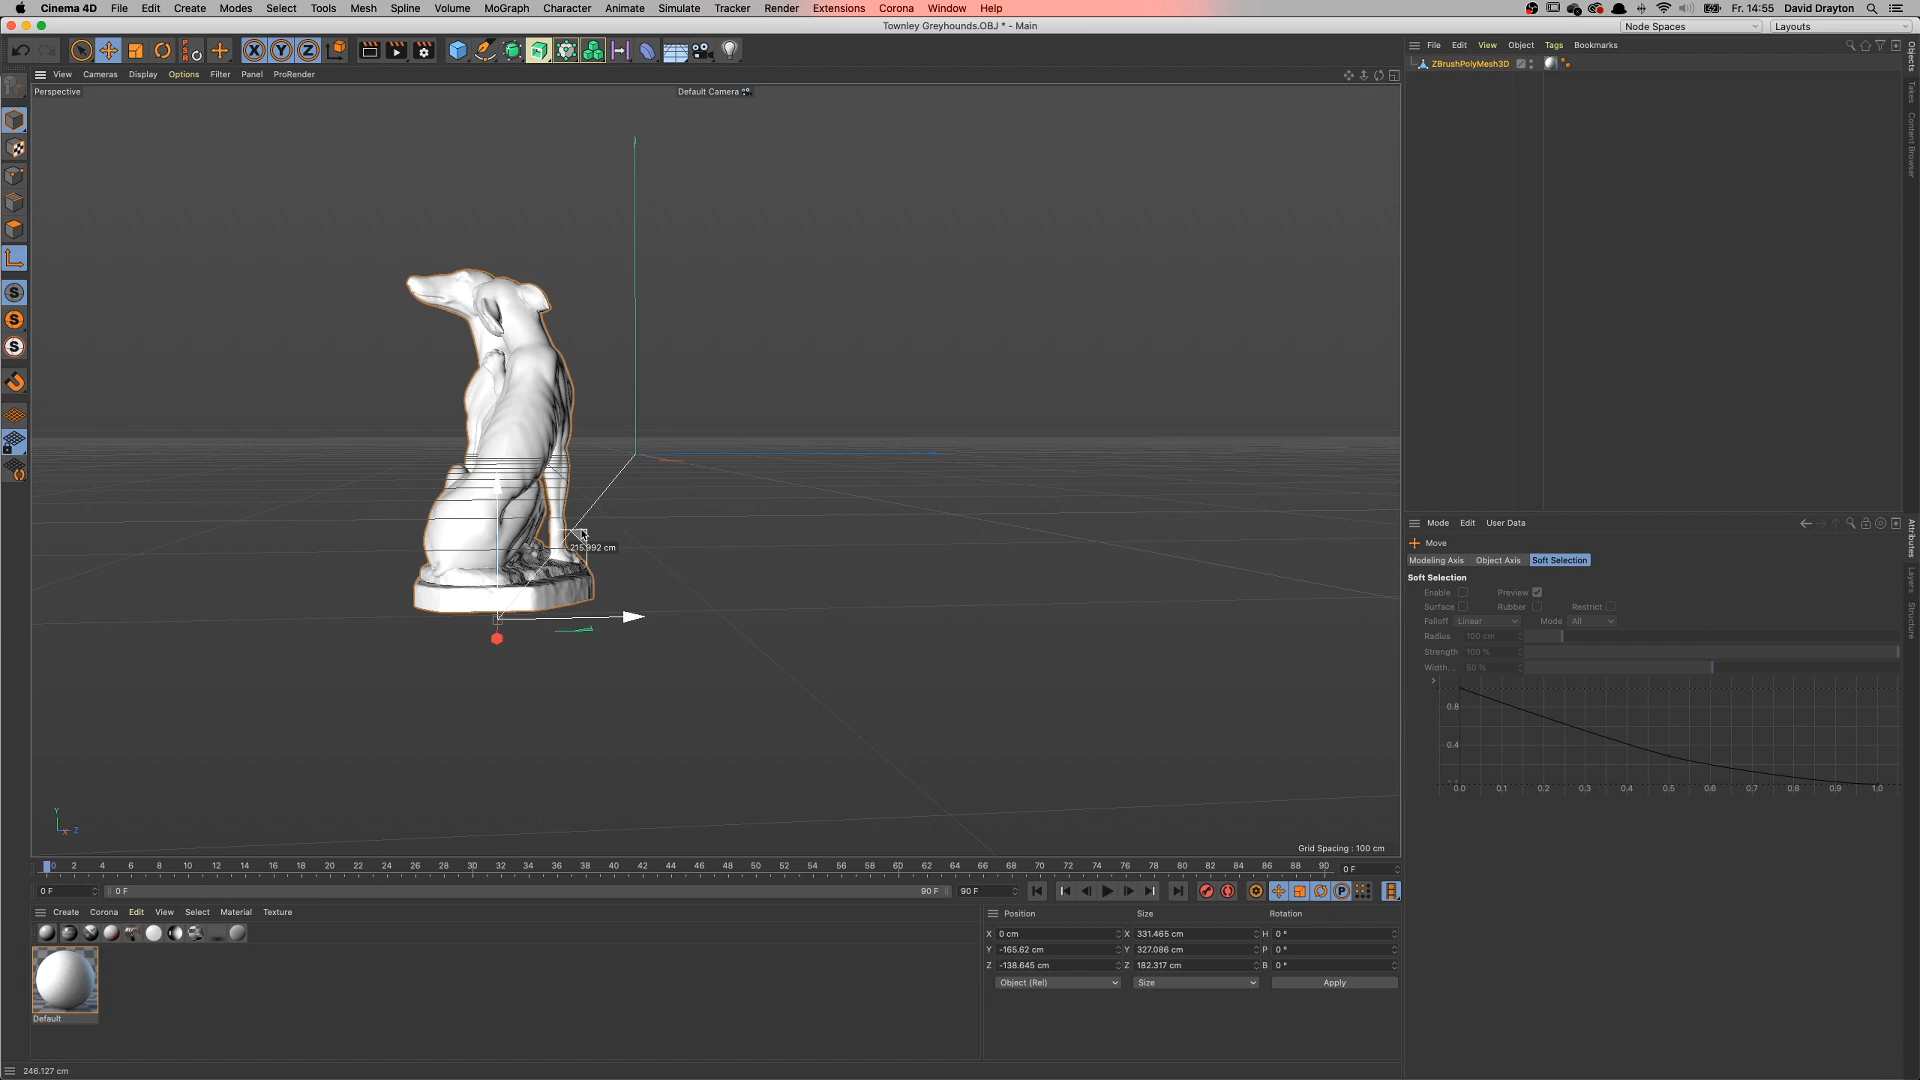 Cinema 4D File Edit Create Modes Select Tools Mesh Spline Volume MoGraph Character Animate Simulate Tracker Render Extensions Corona Window Help Fr. 14:55 David Drayton
Townley Greyhounds.OBJ * - Main
Node Spaces Layouts
X Y Z PSR
File Edit View Object Tags Bookmarks
ZBrushPolyMesh3D
View Cameras Display Options Filter Panel ProRender
Perspective
Default Camera
Objects
Takes
Content Browser
S
S
S
215.992 cm
Y
X Z
Grid Spacing : 100 cm
Mode Edit User Data
Move
Modeling Axis Object Axis Soft Selection
Soft Selection
Enable Preview
Surface Rubber Restrict
Falloff Linear Mode All
Radius 100 cm
Strength 100 %
Width. . 50 %
0.8
0.4
0.0 0.1 0.2 0.3 0.4 0.5 0.6 0.7 0.8 0.9 1.0
Attributes
Layers
Structure
0 2 4 6 8 10 12 14 16 18 20 22 24 26 28 30 32 34 36 38 40 42 44 46 48 50 52 54 56 58 60 62 64 66 68 70 72 74 76 78 80 82 84 86 88 90 0 F
0 F 0 F 90 F 90 F P
Create Corona Edit View Select Material Texture
Default
Position Size Rotation
X 0 cm X 331.465 cm H 0 °
Y -165.62 cm Y 327.086 cm P 0 °
Z -138.645 cm Z 182.317 cm B 0 °
Object (Rel) Size Apply
246.127 cm